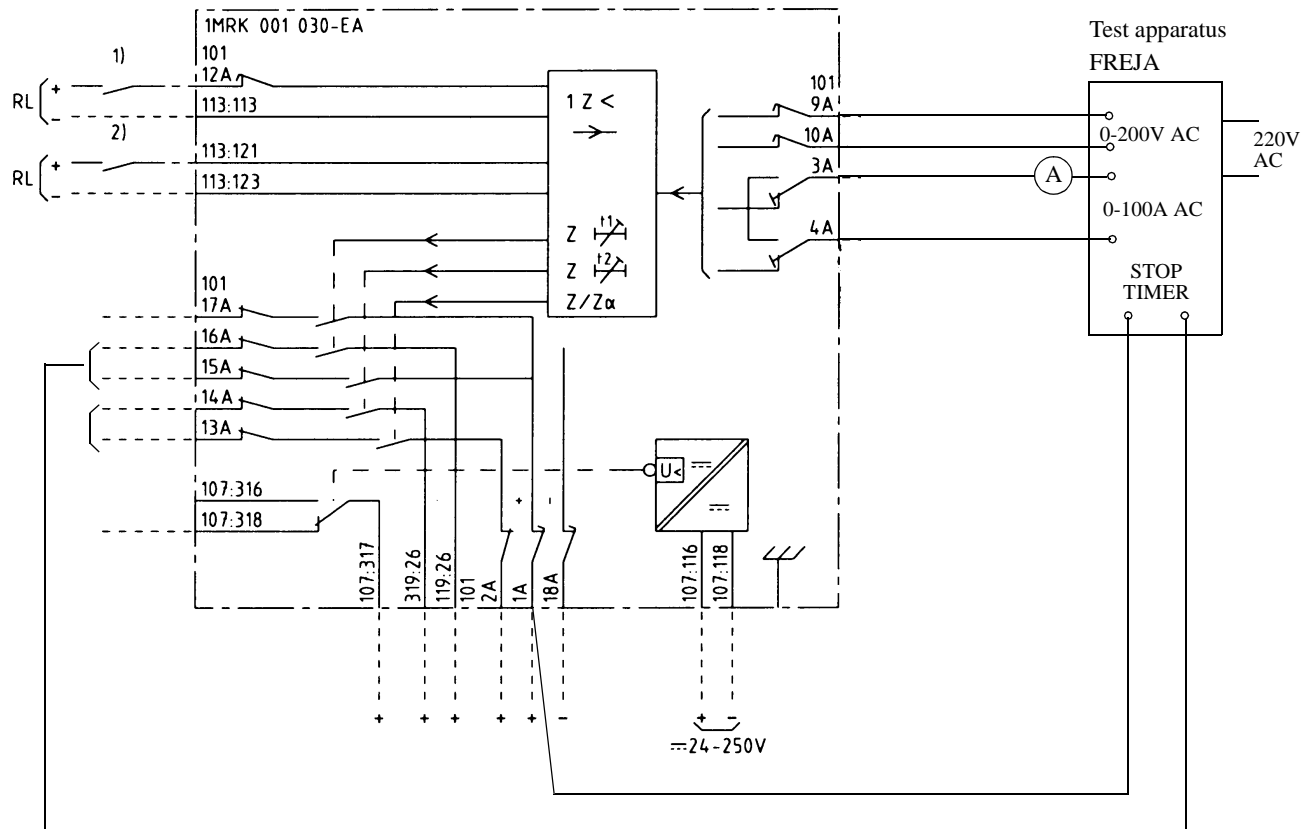 1MRK 001 030-EA
Test apparatus
FREJA
1)
101
12A
RL
+
-
113:113
2)
113:121
RL
+
-
113:123
1 Z <
Z t1
Z t2
Z/Zα
101
9A
10A
3A
4A
A
0-200V AC
0-100A AC
220V
AC
STOP
TIMER
101
17A
16A
15A
14A
13A
107:316
107:318
U<
+ -
107:317
319:26
119:26
101
2A
1A
18A
107:116
107:118
+ + + + + -
+ -
24-250V